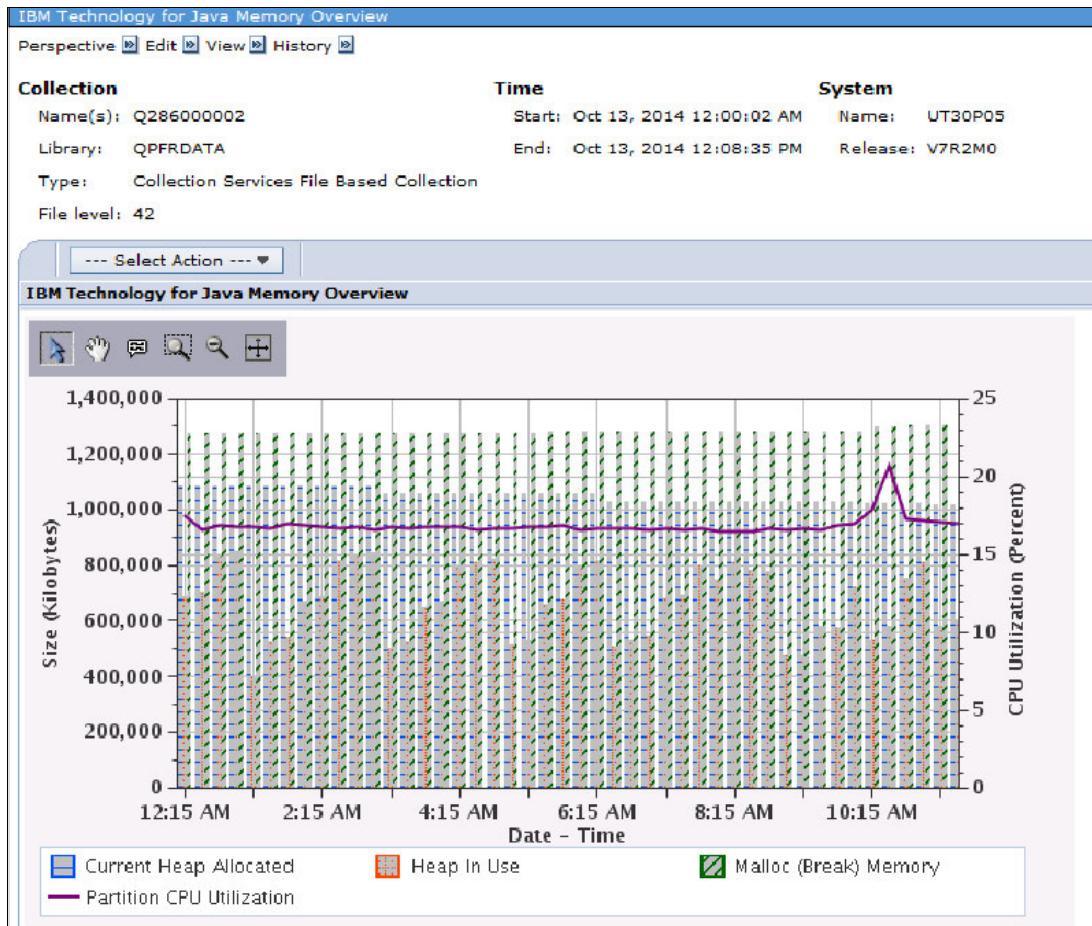 IBM Technology for Java Memory Overview
Perspective Edit View History
Collection Time System
Name(s): Q286000002 Start: Oct 13, 2014 12:00:02 AM Name: UT30P05
Library: QPFRDATA End: Oct 13, 2014 12:08:35 PM Release: V7R2M0
Type: Collection Services File Based Collection
File level: 42
--- Select Action ---
IBM Technology for Java Memory Overview
1,400,000 25
1,200,000
20
1,000,000
800,000 15
600,000
10
400,000
5
200,000
0 0
Size (Kilobytes)
CPU Utilization (Percent)
12:15 AM 2:15 AM 4:15 AM 6:15 AM 8:15 AM 10:15 AM
Date - Time
Current Heap Allocated Heap In Use Malloc (Break) Memory
Partition CPU Utilization